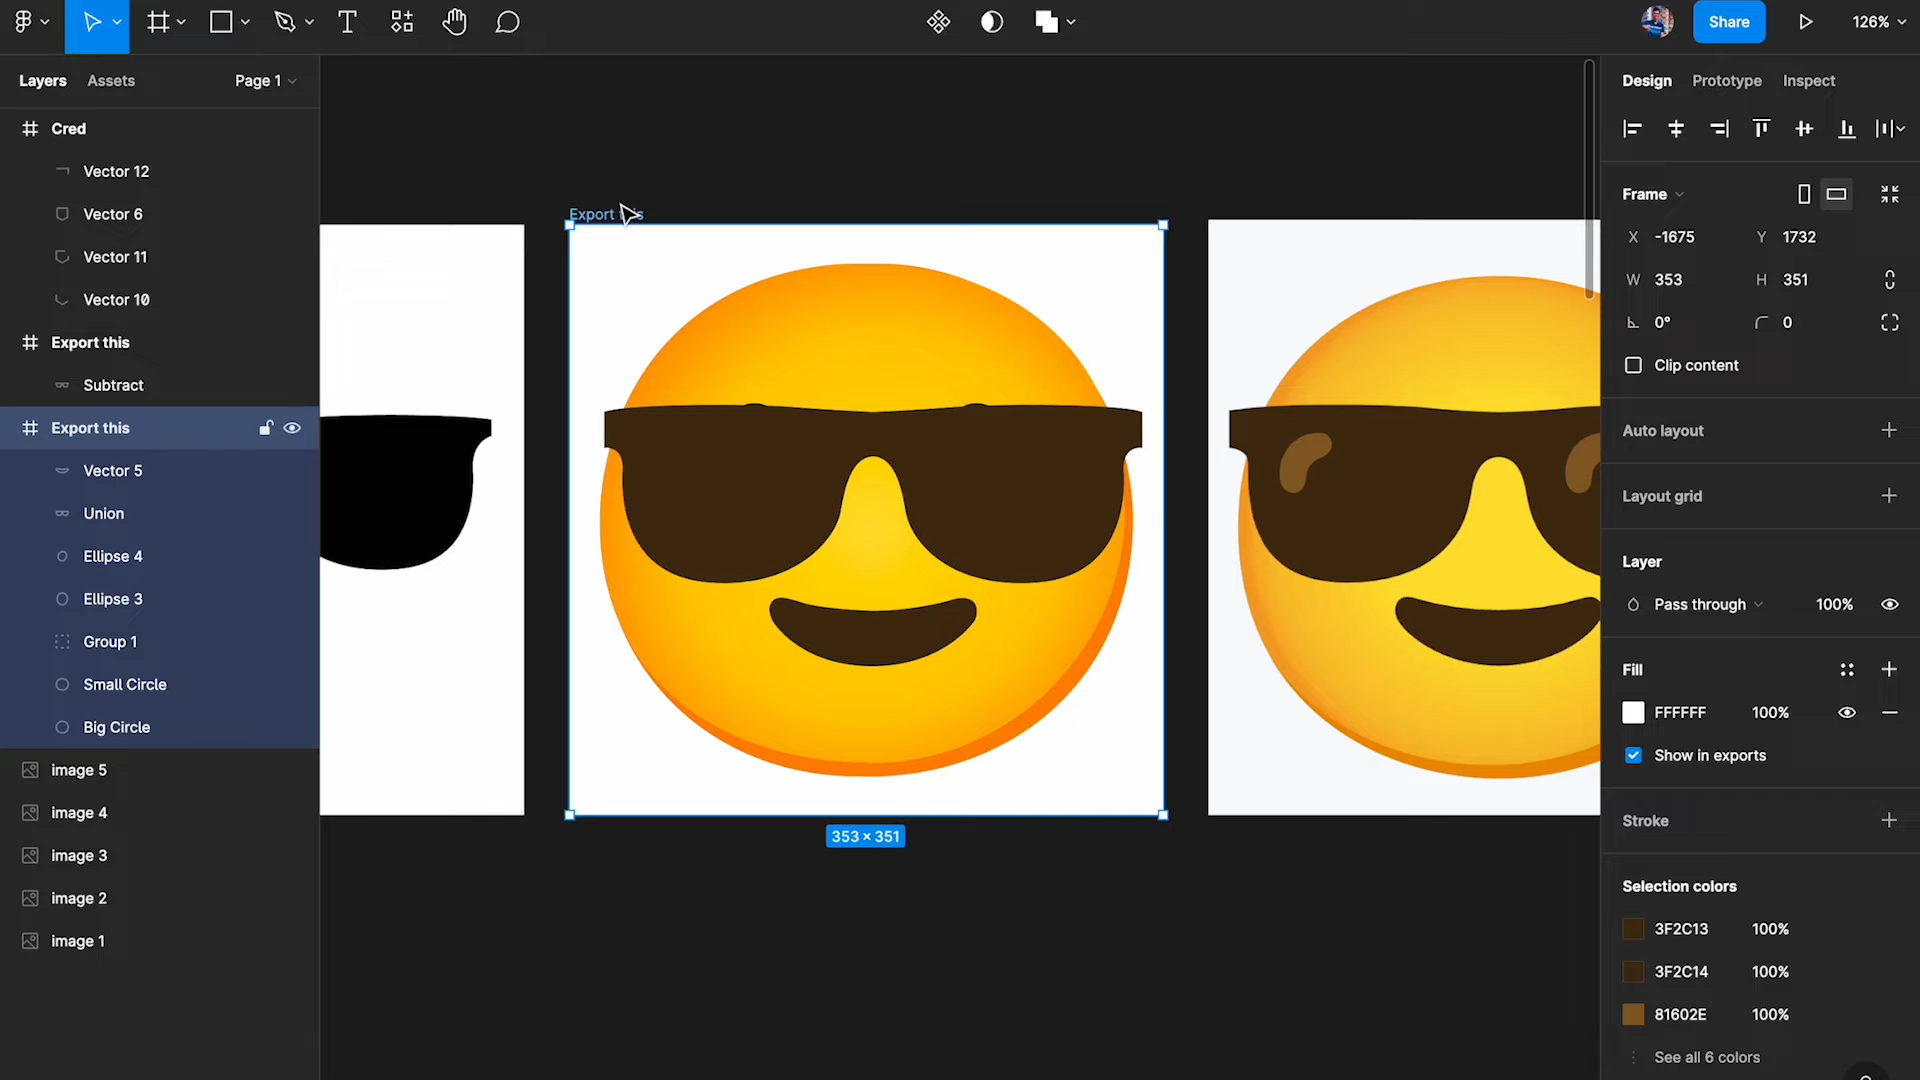 Share
126%
Layers Assets Page 1
Cred
Vector 12
Vector 6
Vector 11
Vector 10
Export this
Subtract
Export this
Vector 5
Union
Ellipse 4
Ellipse 3
Group 1
Small Circle
Big Circle
image 5
image 4
image 3
image 2
image 1
Export this
353 × 351
Design Prototype Inspect
Frame
X -1675 Y 1732
W 353 H 351
0° 0
Clip content
Auto layout
Layout grid
Layer
Pass through 100%
Fill
FFFFFF 100%
Show in exports
Stroke
Selection colors
3F2C13 100%
3F2C14 100%
81602E 100%
See all 6 colors